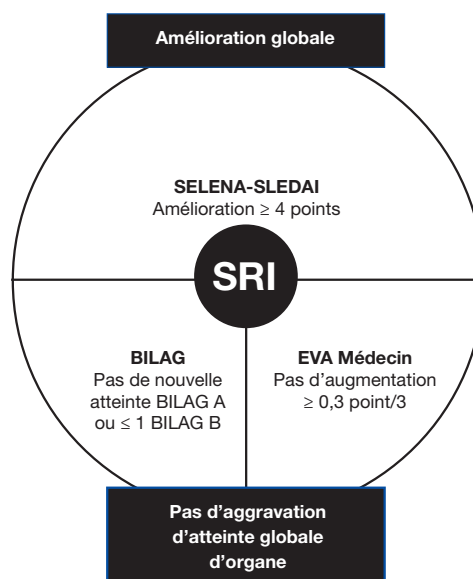 Amélioration globale
SELENA-SLEDAI
Amélioration ≥ 4 points
SRI
BILAG
Pas de nouvelle
atteinte BILAG A
ou ≤ 1 BILAG B
EVA Médecin
Pas d’augmentation
≥ 0,3 point/3
Pas d’aggravation
d’atteinte globale
d’organe